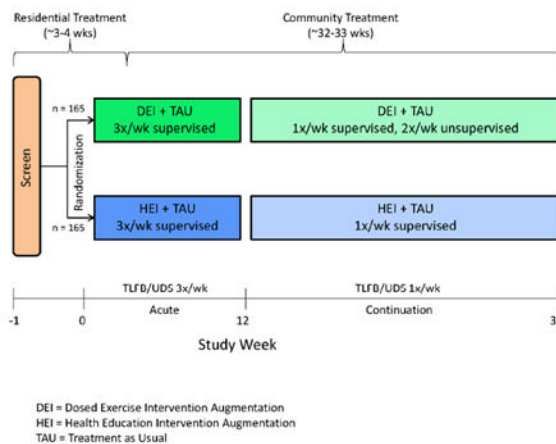 Residential Treatment
(~3-4 wks)
Community Treatment
(~32-33 wks)
Screen
n = 165
Randomization
n = 165
DEI + TAU
3x/wk supervised
DEI + TAU
1x/wk supervised, 2x/wk unsupervised
HEI + TAU
3x/wk supervised
HEI + TAU
1x/wk supervised
TLFB/UDS 3x/wk
TLFB/UDS 1x/wk
Acute
Continuation
-1
0
12
3
Study Week
DEI = Dosed Exercise Intervention Augmentation
HEI = Health Education Intervention Augmentation
TAU = Treatment as Usual